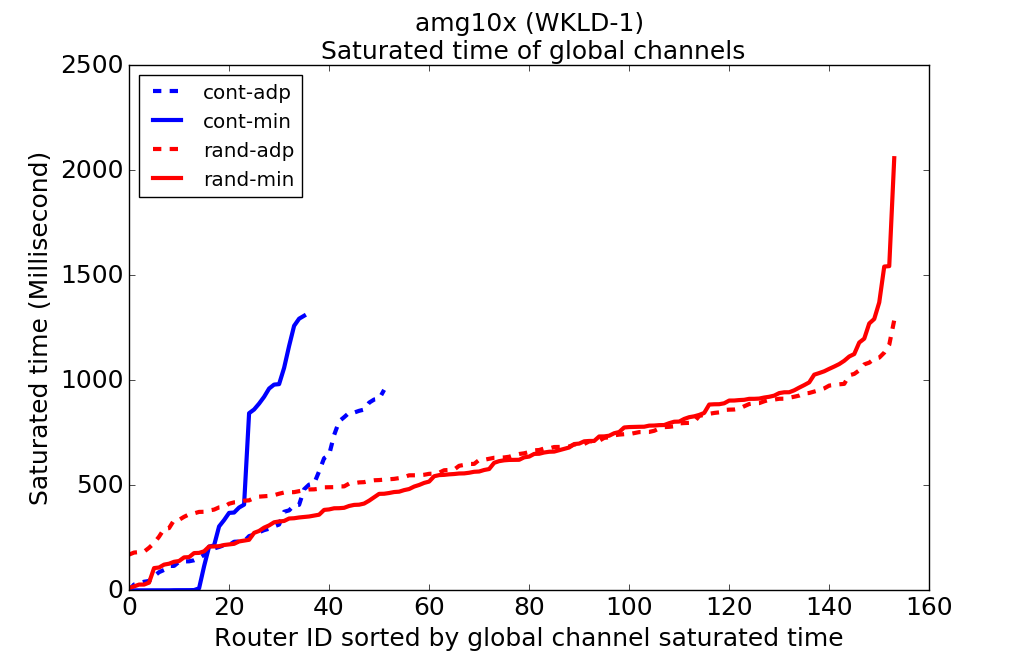 amg10x (WKLD-1)
Saturated time of global channels
2500
2000
1500
1000
500
0
Saturated time (Millisecond)
cont-adp
cont-min
rand-adp
rand-min
0 20 40 60 80 100 120 140 160
Router ID sorted by global channel saturated time